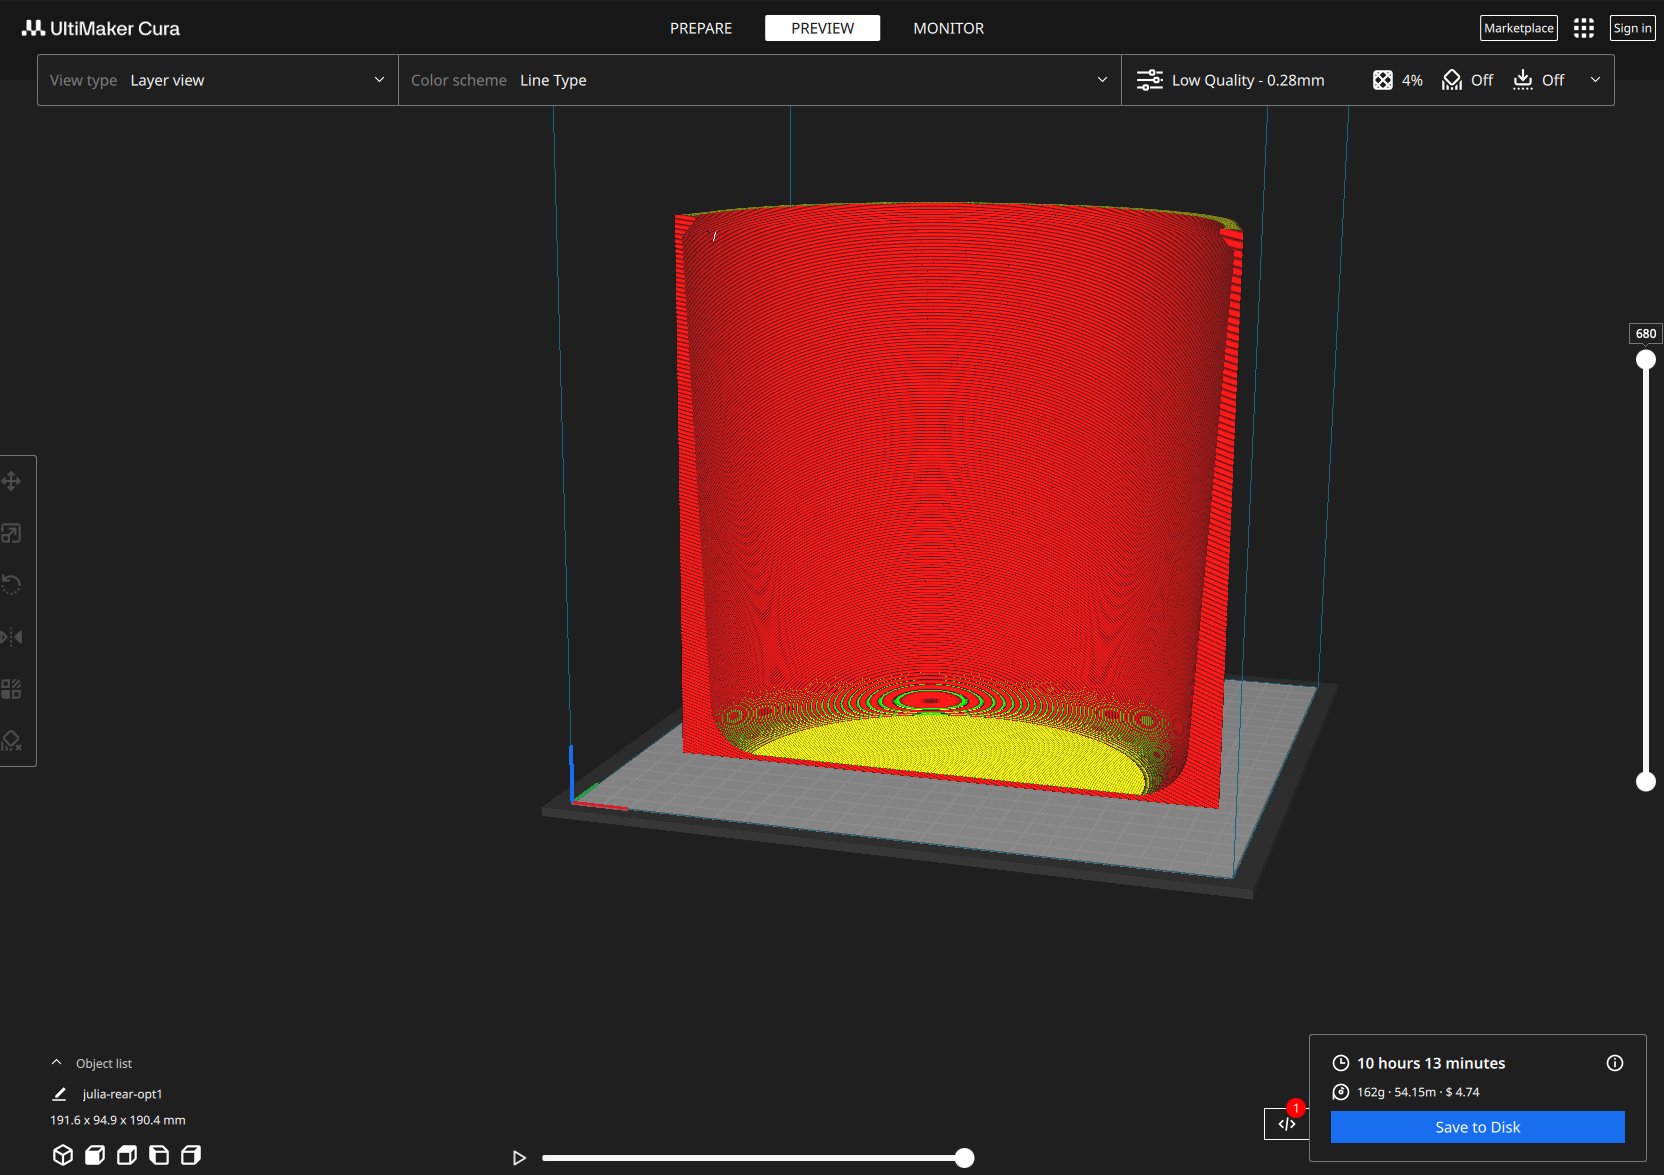 UltiMaker Cura
PREPARE
PREVIEW
MONITOR
Marketplace
Sign in
View type Layer view
Color scheme Line Type
Low Quality - 0.28mm
4%
Off
Off
680
Object list
julia-rear-opt1
191.6 x 94.9 x 190.4 mm
10 hours 13 minutes
162g · 54.15m · $ 4.74
1
</>
Save to Disk